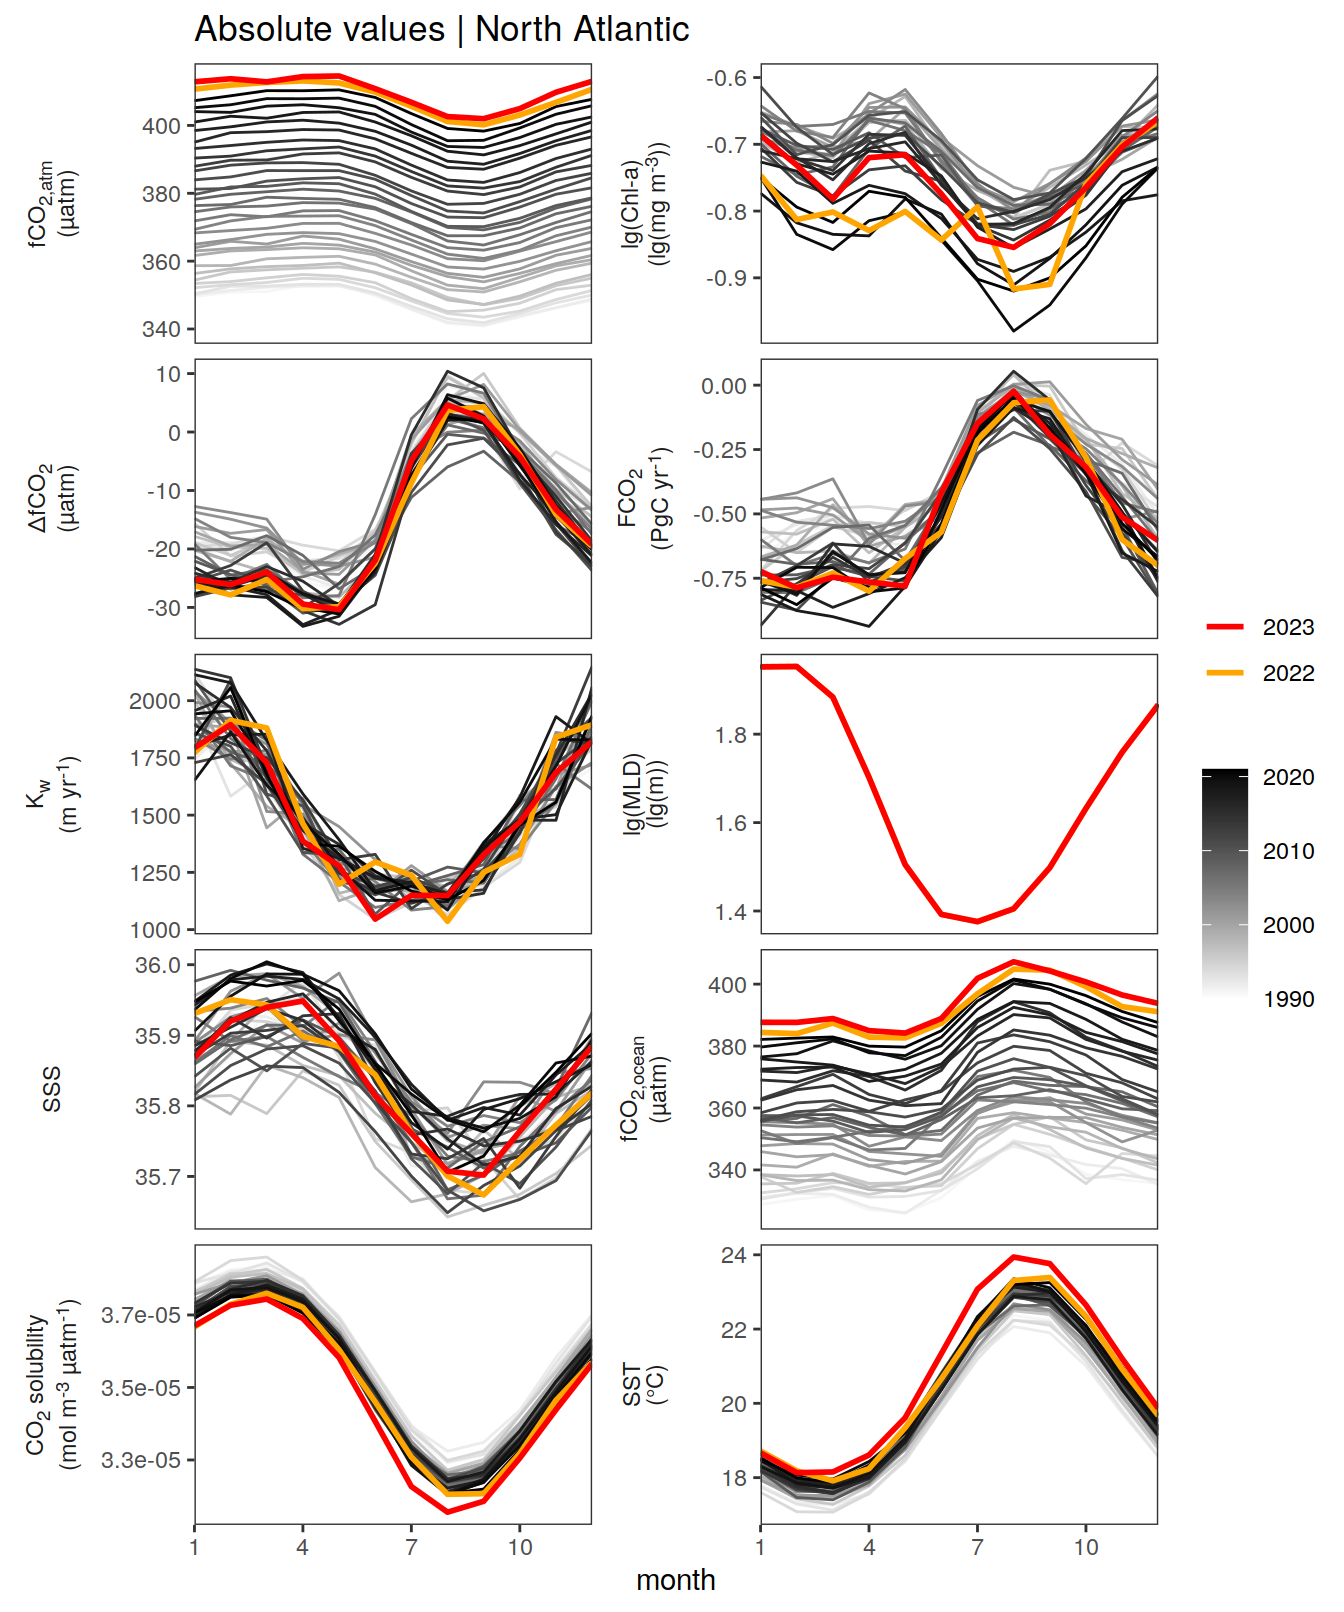 Absolute values | North Atlantic
fCO2,atm
(µatm)
400
380
360
340
lg(Chl-a)
(lg(mg m-3))
-0.6
-0.7
-0.8
-0.9
ΔfCO2
(µatm)
10
0
-10
-20
-30
FCO2
(PgC yr-1)
0.00
-0.25
-0.50
-0.75
Kw
(m yr-1)
2000
1750
1500
1250
1000
lg(MLD)
(lg(m))
1.8
1.6
1.4
SSS
36.0
35.9
35.8
35.7
fCO2,ocean
(µatm)
400
380
360
340
CO2 solubility
(mol m-3 µatm-1)
3.7e-05
3.5e-05
3.3e-05
SST
(°C)
24
22
20
18
1 4 7 10
1 4 7 10
month
2023
2022
2020
2010
2000
1990